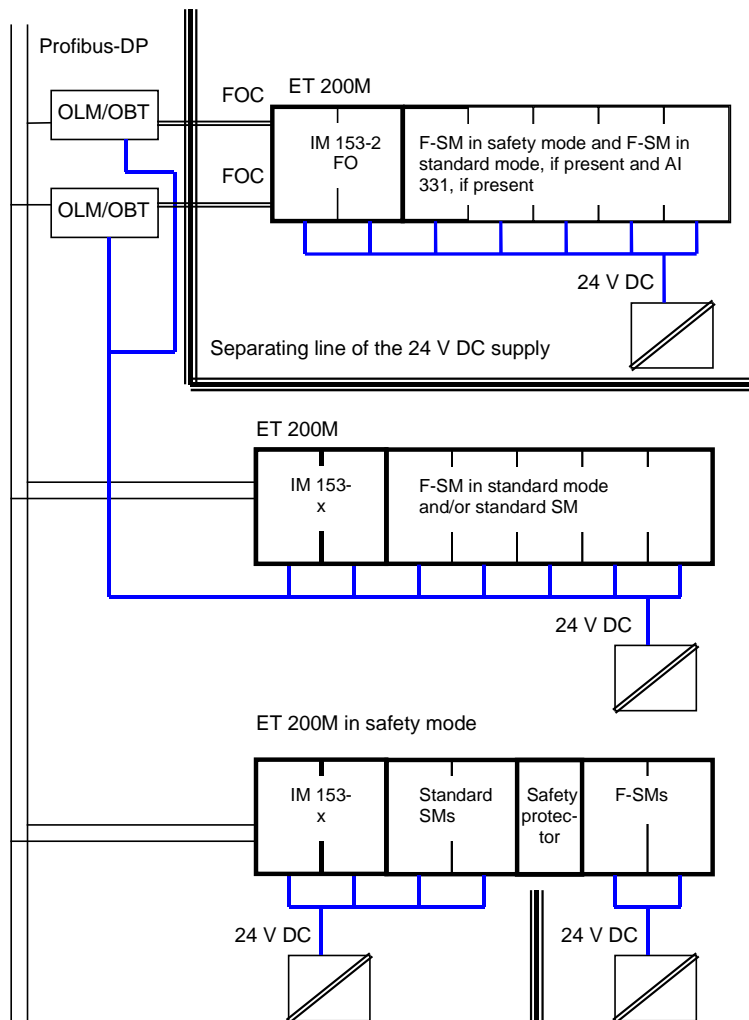 Profibus-DP
OLM/OBT
FOC
ET 200M
IM 153-2
FO
F-SM in safety mode and F-SM in
standard mode, if present and AI
331, if present
FOC
OLM/OBT
24 V DC
Separating line of the 24 V DC supply
ET 200M
IM 153-
x
F-SM in standard mode
and/or standard SM
24 V DC
ET 200M in safety mode
IM 153-
x
Standard
SMs
Safety
protec-
tor
F-SMs
24 V DC
24 V DC